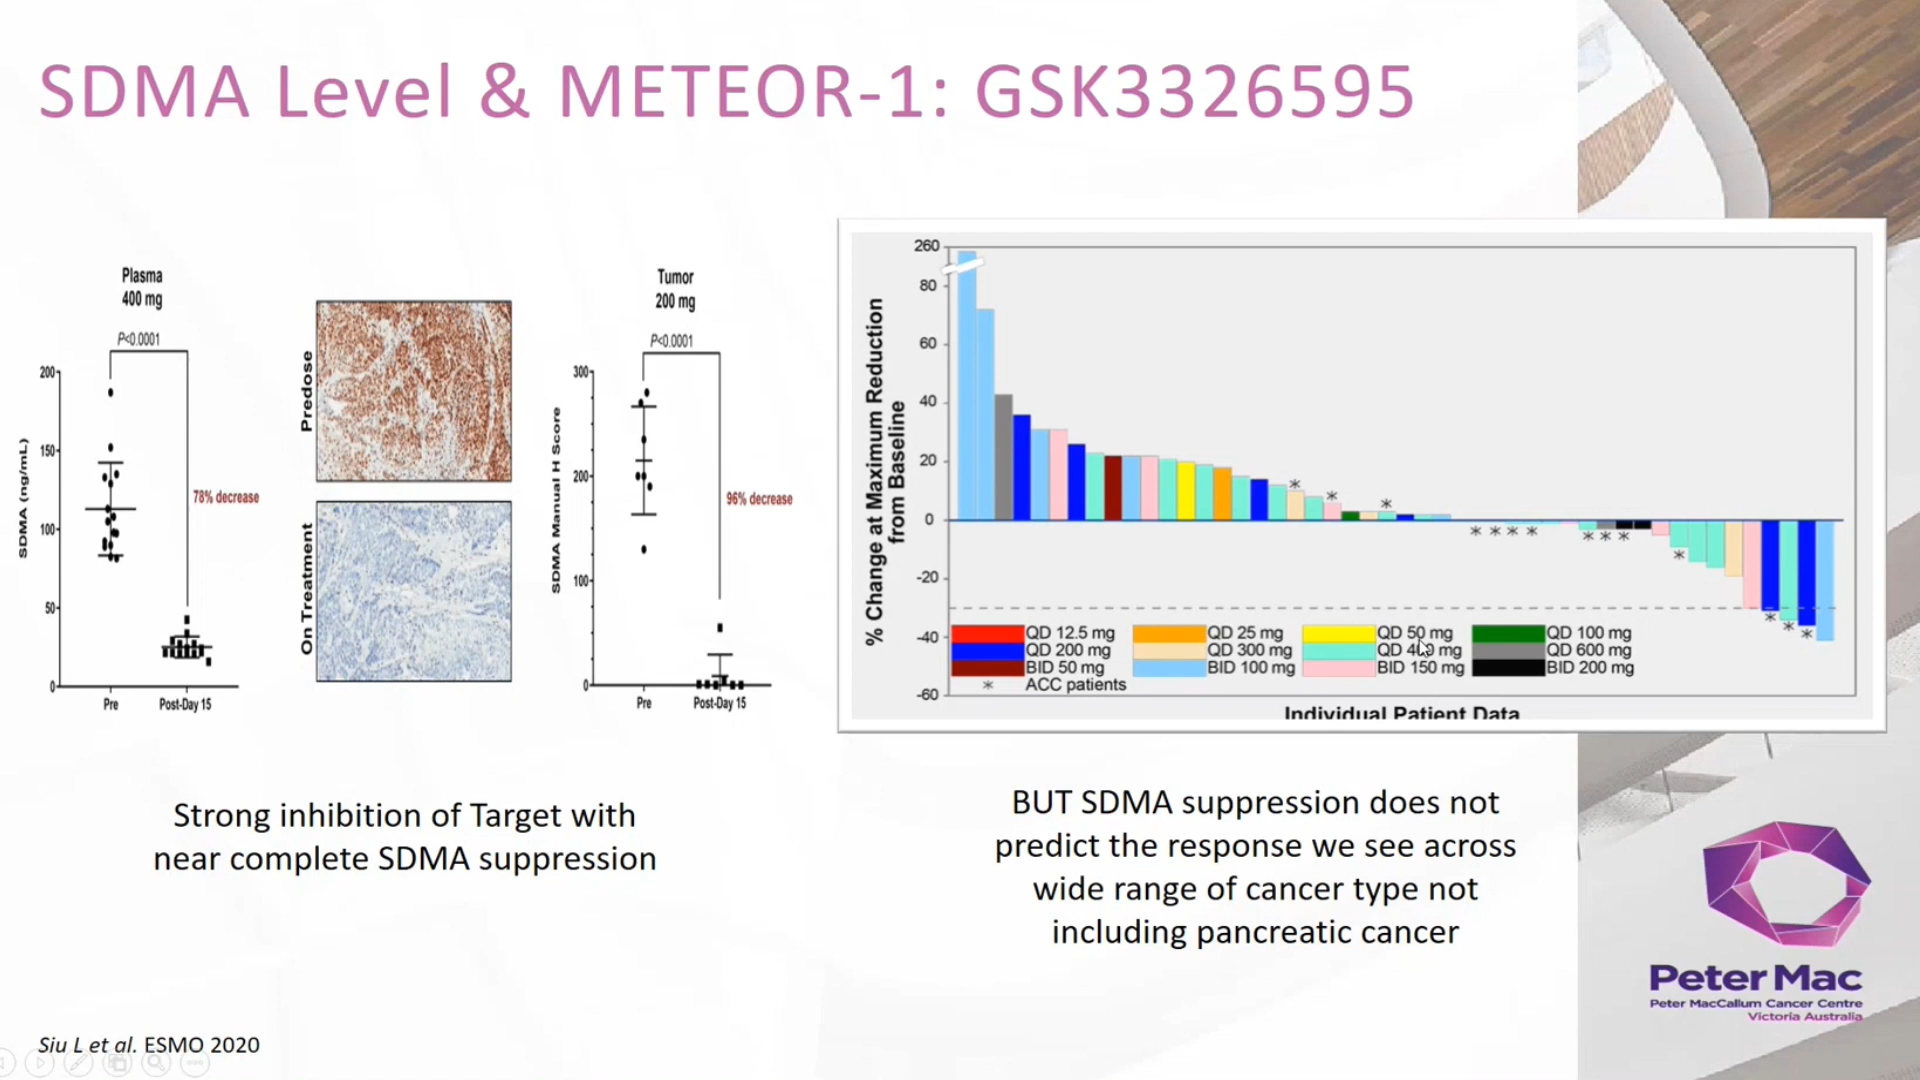 SDMA Level & METEOR-1: GSK3326595
Plasma
400 mg
P<0.0001
SDMA (ng/mL)
200
150
100
50
0
78% decrease
Pre
Post-Day 15
Predose
On Treatment
Tumor
200 mg
P<0.0001
SDMA Manual H Score
300
200
100
0
96% decrease
Pre
Post-Day 15
% Change at Maximum Reduction
from Baseline
260
80
60
40
20
0
-20
-40
-60
QD 12.5 mg
QD 25 mg
QD 50 mg
QD 100 mg
QD 200 mg
QD 300 mg
QD 400 mg
QD 600 mg
BID 50 mg
BID 100 mg
BID 150 mg
BID 200 mg
* ACC patients
Individual Patient Data
Strong inhibition of Target with
near complete SDMA suppression
BUT SDMA suppression does not
predict the response we see across
wide range of cancer type not
including pancreatic cancer
Peter Mac
Peter MacCallum Cancer Centre
Victoria Australia
Siu L et al. ESMO 2020